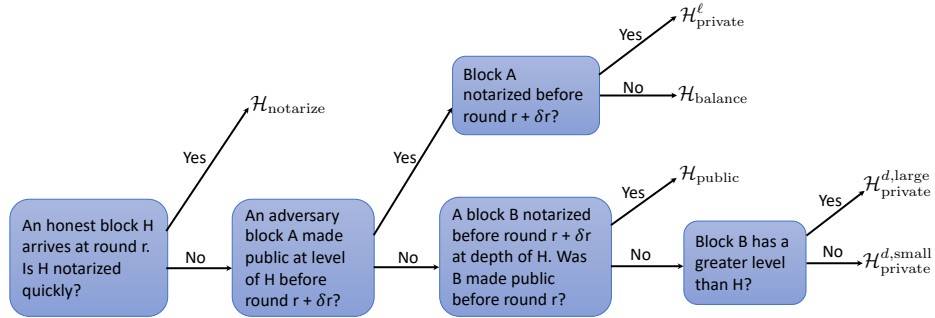 An honest block H
arrives at round r.
Is H notarized
quickly?
Yes
ℋ_notarize
No
An adversary
block A made
public at level
of H before
round r + δr?
Yes
Block A
notarized before
round r + δr?
Yes
ℋ^ℓ_private
No
ℋ_balance
No
A block B notarized
before round r + δr
at depth of H. Was
B made public
before round r?
Yes
ℋ_public
No
Block B has a
greater level
than H?
Yes
ℋ^{d,large}_private
No
ℋ^{d,small}_private